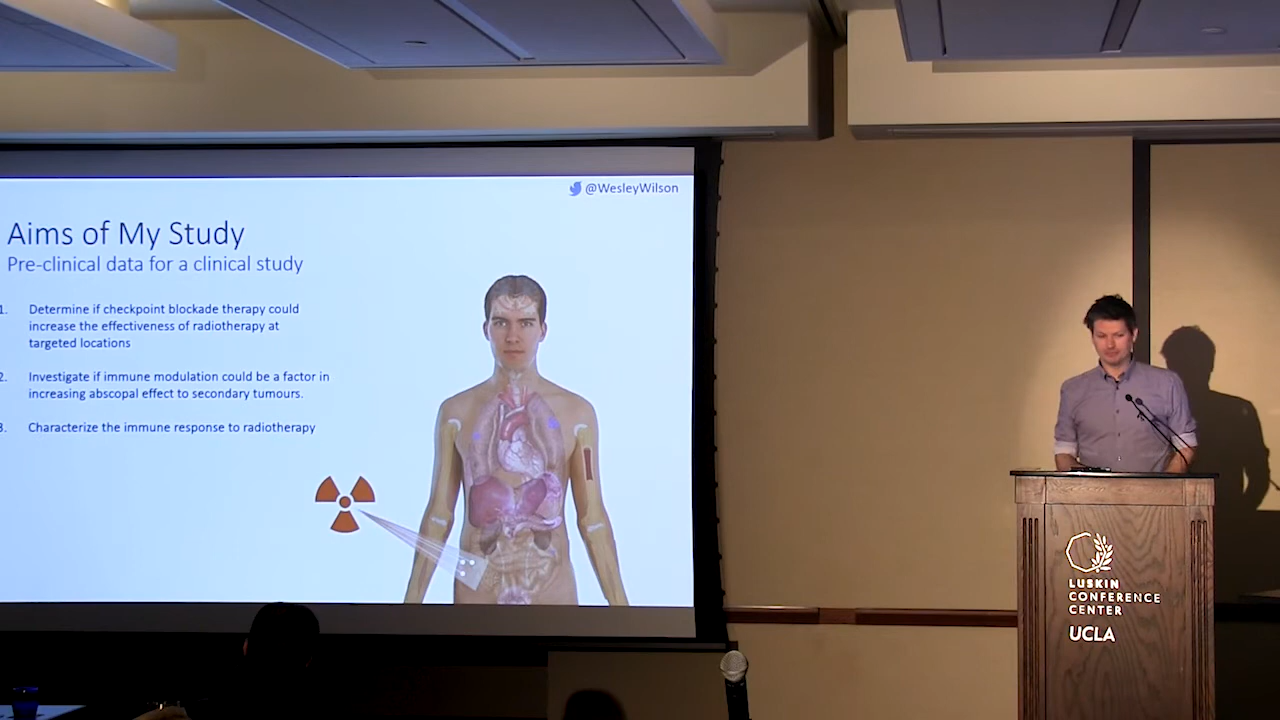 @WesleyWilson
Aims of My Study
Pre-clinical data for a clinical study
1. Determine if checkpoint blockade therapy could
increase the effectiveness of radiotherapy at
targeted locations
2. Investigate if immune modulation could be a factor in
increasing abscopal effect to secondary tumours.
3. Characterize the immune response to radiotherapy
LUSKIN
CONFERENCE
CENTER
UCLA